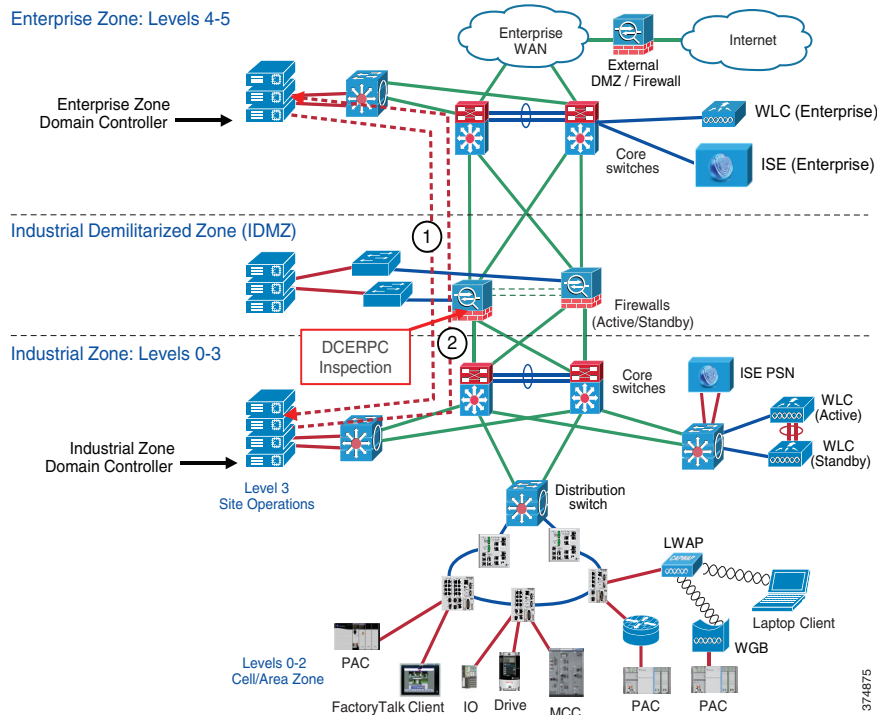 Enterprise Zone: Levels 4-5
Enterprise
WAN
Internet
External
DMZ / Firewall
Enterprise Zone
Domain Controller
WLC (Enterprise)
Core
switches
ISE (Enterprise)
Industrial Demilitarized Zone (IDMZ)
1
Firewalls
(Active/Standby)
DCERPC
Inspection
2
Industrial Zone: Levels 0-3
Core
switches
ISE PSN
WLC
(Active)
WLC
(Standby)
Industrial Zone
Domain Controller
Level 3
Site Operations
Distribution
switch
LWAP
CAPWAP
Laptop Client
WGB
PAC
Levels 0-2
Cell/Area Zone
FactoryTalk Client
IO
Drive
MCC
PAC
PAC
374875